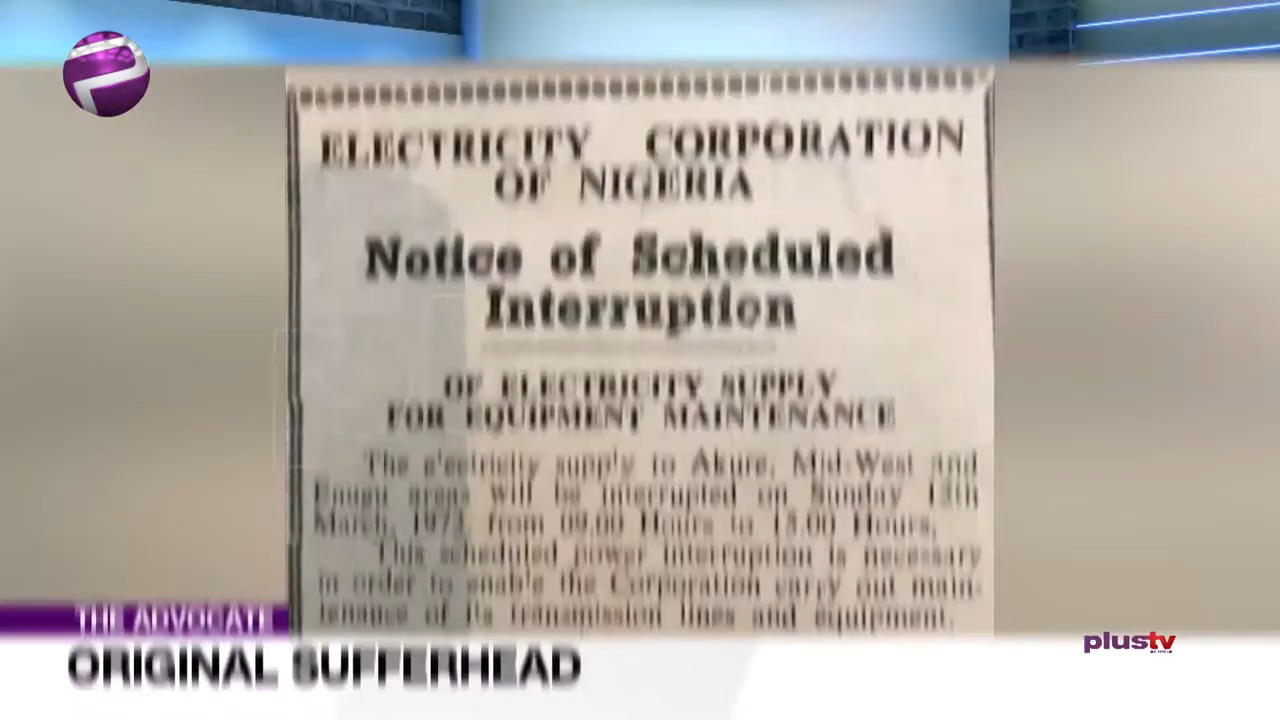 ELECTRICITY CORPORATION
OF NIGERIA
Notice of Scheduled
Interruption
OF ELECTRICITY SUPPLY
FOR EQUIPMENT MAINTENANCE
The electricity supply to Akure, Mid-West and
Enugu areas will be interrupted on Sunday 12th
March, from 09.00 Hours to Hours.
This scheduled power interruption is necessary
in order to enable the Corporation carry out main-
tenance of its transmission lines and equipment.
THE ADVOCATE
ORIGINAL SUFFERHEAD
plustv